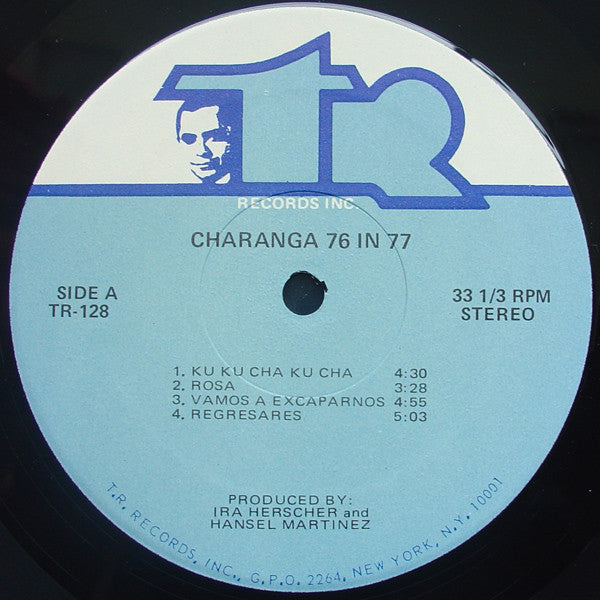 TR
RECORDS INC.
CHARANGA 76 IN 77
SIDE A
TR-128
33 1/3 RPM
STEREO
1. KU KU CHA KU CHA 4:30
2. ROSA 3:28
3. VAMOS A EXCAPARNOS 4:55
4. REGRESARES 5:03
PRODUCED BY:
IRA HERSCHER and
HANSEL MARTINEZ
T.R. RECORDS, INC., G.P.O. 2264, NEW YORK, N.Y. 10001